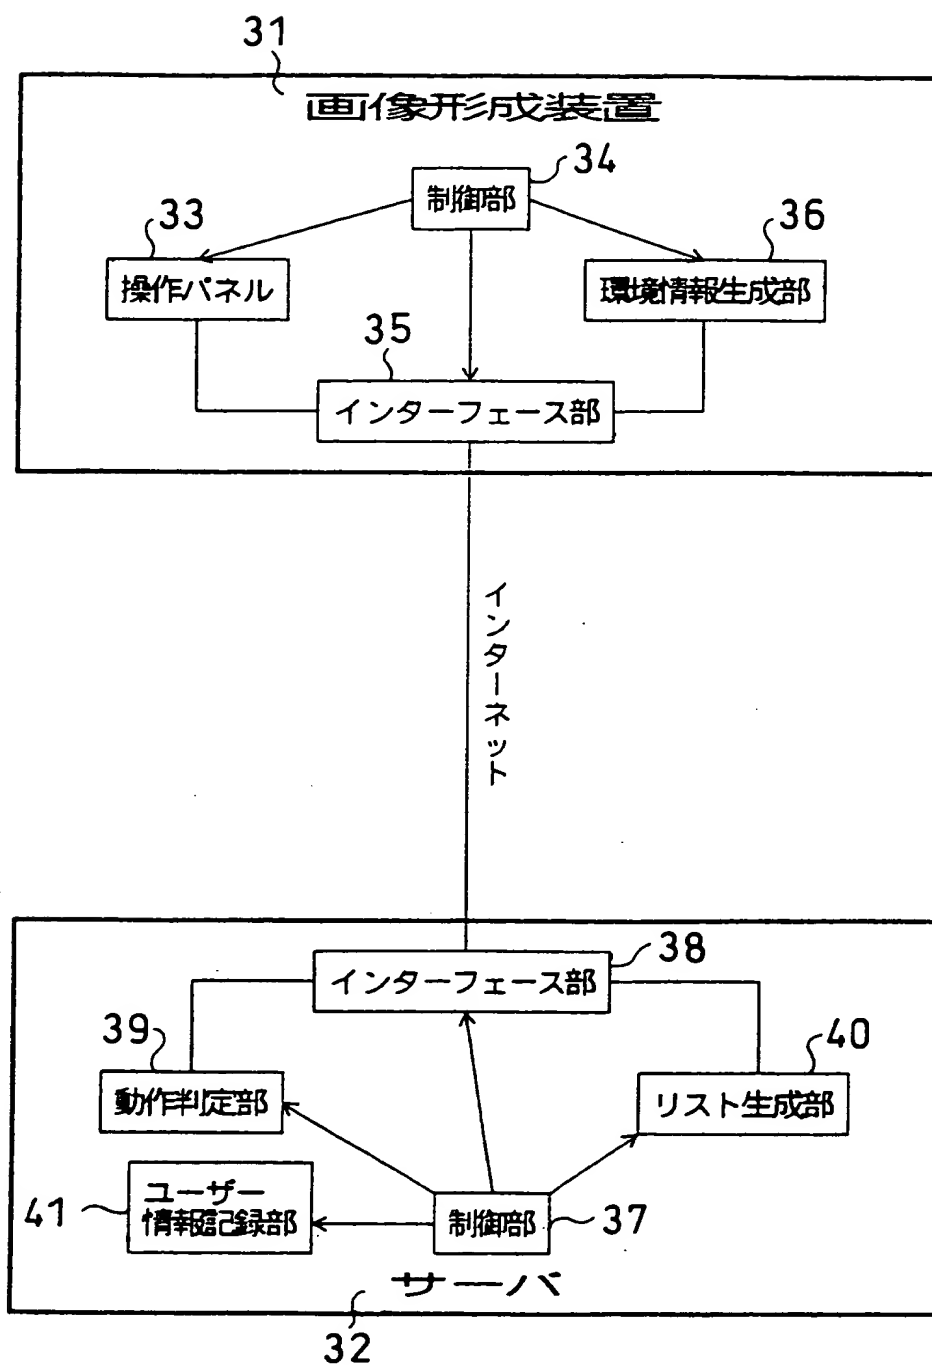 31
画像形成装置
34
制御部
33
36
操作パネル
環境情報生成部
35
インターフェース部
インターネット
38
インターフェース部
39
40
動作判定部
リスト生成部
41
ユーザー
情報記録部
制御部
37
サーバ
32